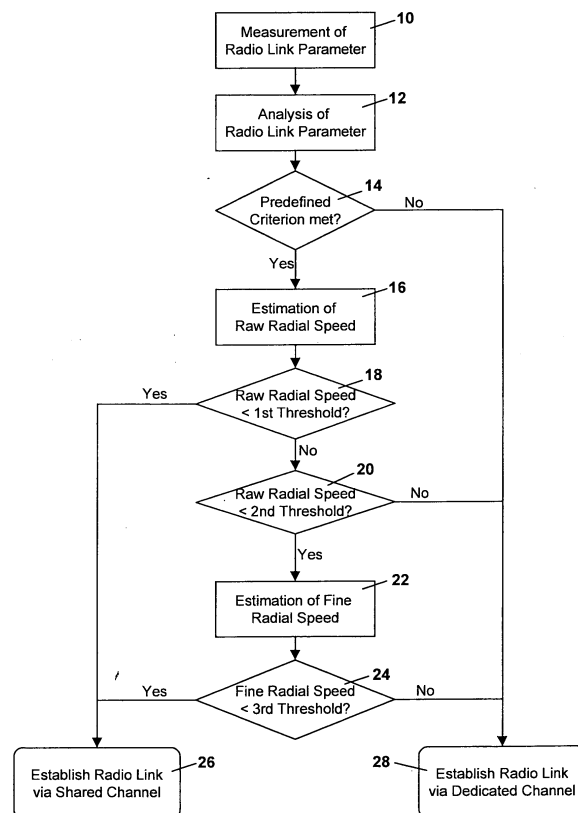 10
Measurement of
Radio Link Parameter
12
Analysis of
Radio Link Parameter
14
Predefined
Criterion met?
No
Yes
16
Estimation of
Raw Radial Speed
18
Yes
Raw Radial Speed
< 1st Threshold?
No
20
Raw Radial Speed
< 2nd Threshold?
No
Yes
22
Estimation of Fine
Radial Speed
24
Yes
Fine Radial Speed
< 3rd Threshold?
No
26
Establish Radio Link
via Shared Channel
28
Establish Radio Link
via Dedicated Channel